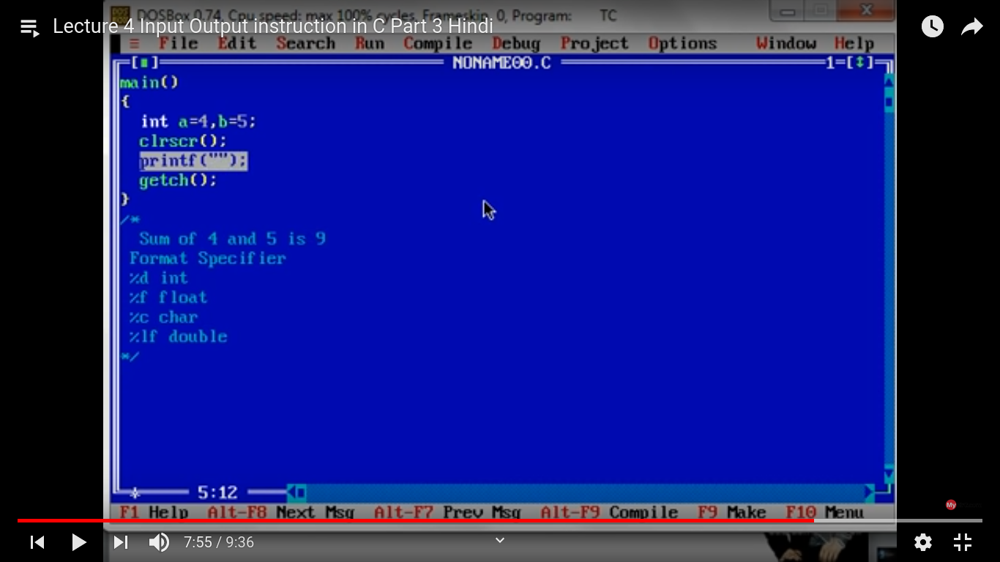 DOSBox 0.74, Cpu speed: max 100% cycles, Frameskip 0, Program: TC
Lecture 4 Input Output instruction in C Part 3 Hindi
≡ File Edit Search Run Compile Debug Project Options Window Help
[■] NONAME00.C 1=[↕]
main()
{
int a=4,b=5;
clrscr();
printf("");
getch();
}
/*
Sum of 4 and 5 is 9
Format Specifier
%d int
%f float
%c char
%lf double
*/
5:12
F1 Help Alt-F8 Next Msg Alt-F7 Prev Msg Alt-F9 Compile F9 Make F10 Menu
My
7:55 / 9:36